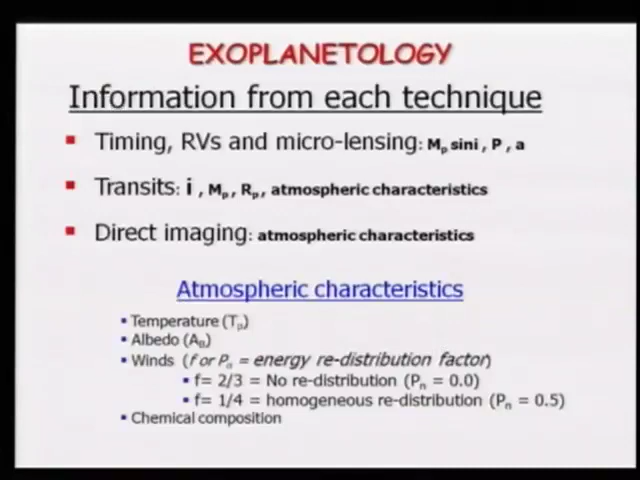 EXOPLANETOLOGY
Information from each technique
▪ Timing, RVs and micro-lensing: Mp sini , P , a
▪ Transits: i , Mp, Rp, atmospheric characteristics
▪ Direct imaging: atmospheric characteristics
Atmospheric characteristics
▪ Temperature (Tp)
▪ Albedo (AB)
▪ Winds (f or Pn = energy re-distribution factor)
▪ f= 2/3 = No re-distribution (Pn = 0.0)
▪ f= 1/4 = homogeneous re-distribution (Pn = 0.5)
▪ Chemical composition